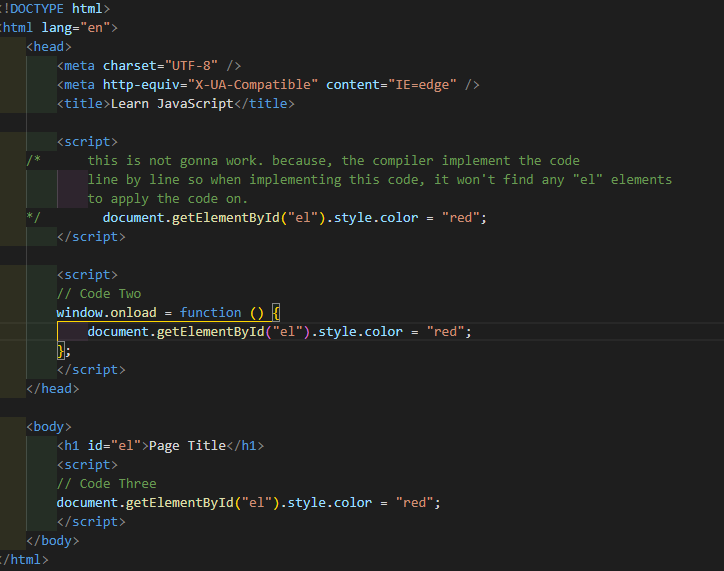 <!DOCTYPE html>
<html lang="en">
<head>
<meta charset="UTF-8" />
<meta http-equiv="X-UA-Compatible" content="IE=edge" />
<title>Learn JavaScript</title>
<script>
/* this is not gonna work. because, the compiler implement the code
line by line so when implementing this code, it won't find any "el" elements
to apply the code on.
*/ document.getElementById("el").style.color = "red";
</script>
<script>
// Code Two
window.onload = function () {
document.getElementById("el").style.color = "red";
};
</script>
</head>
<body>
<h1 id="el">Page Title</h1>
<script>
// Code Three
document.getElementById("el").style.color = "red";
</script>
</body>
</html>